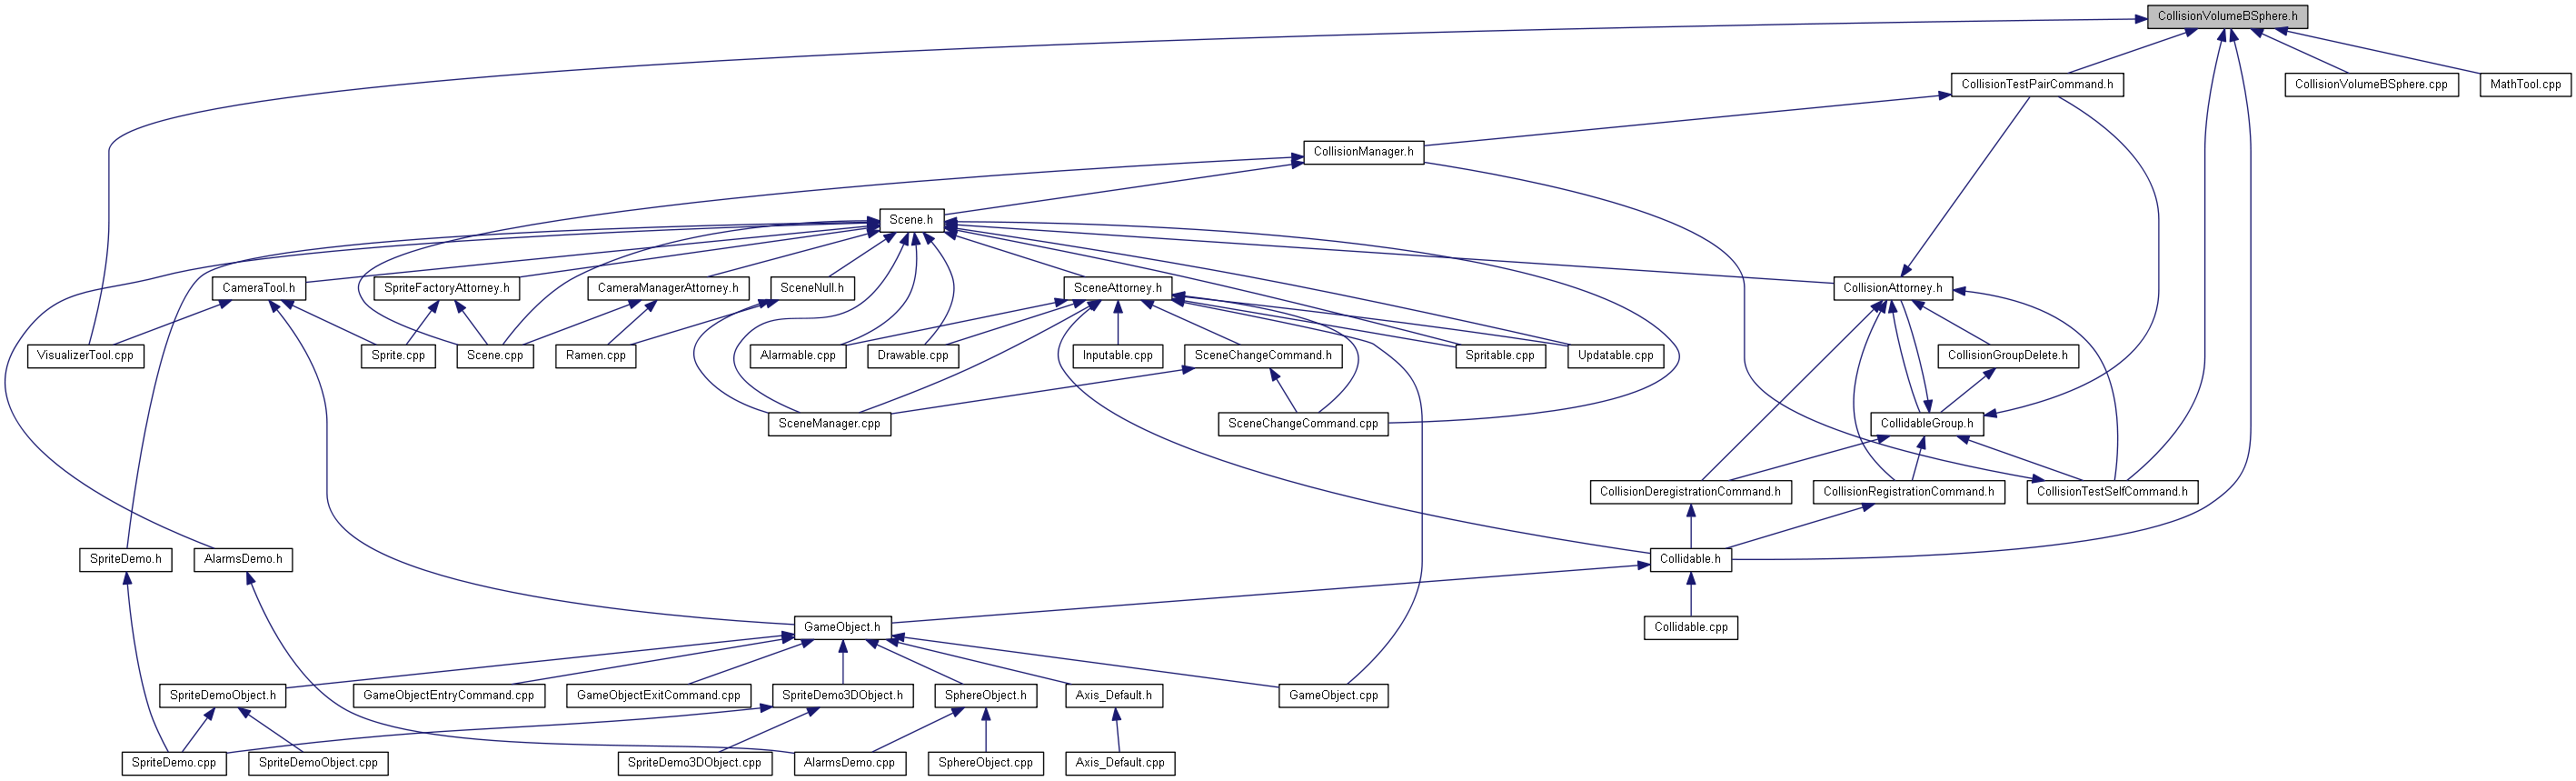 CollisionVolumeBSphere.h
CollisionTestPairCommand.h
CollisionVolumeBSphere.cpp
MathTool.cpp
CollisionManager.h
Scene.h
CameraTool.h
SpriteFactoryAttorney.h
CameraManagerAttorney.h
SceneNull.h
SceneAttorney.h
CollisionAttorney.h
VisualizerTool.cpp
Sprite.cpp
Scene.cpp
Ramen.cpp
Alarmable.cpp
Drawable.cpp
Inputable.cpp
SceneChangeCommand.h
Spritable.cpp
Updatable.cpp
CollisionGroupDelete.h
SceneManager.cpp
SceneChangeCommand.cpp
CollidableGroup.h
CollisionDeregistrationCommand.h
CollisionRegistrationCommand.h
CollisionTestSelfCommand.h
SpriteDemo.h
AlarmsDemo.h
Collidable.h
GameObject.h
Collidable.cpp
SpriteDemoObject.h
GameObjectEntryCommand.cpp
GameObjectExitCommand.cpp
SpriteDemo3DObject.h
SphereObject.h
Axis_Default.h
GameObject.cpp
SpriteDemo.cpp
SpriteDemoObject.cpp
SpriteDemo3DObject.cpp
AlarmsDemo.cpp
SphereObject.cpp
Axis_Default.cpp